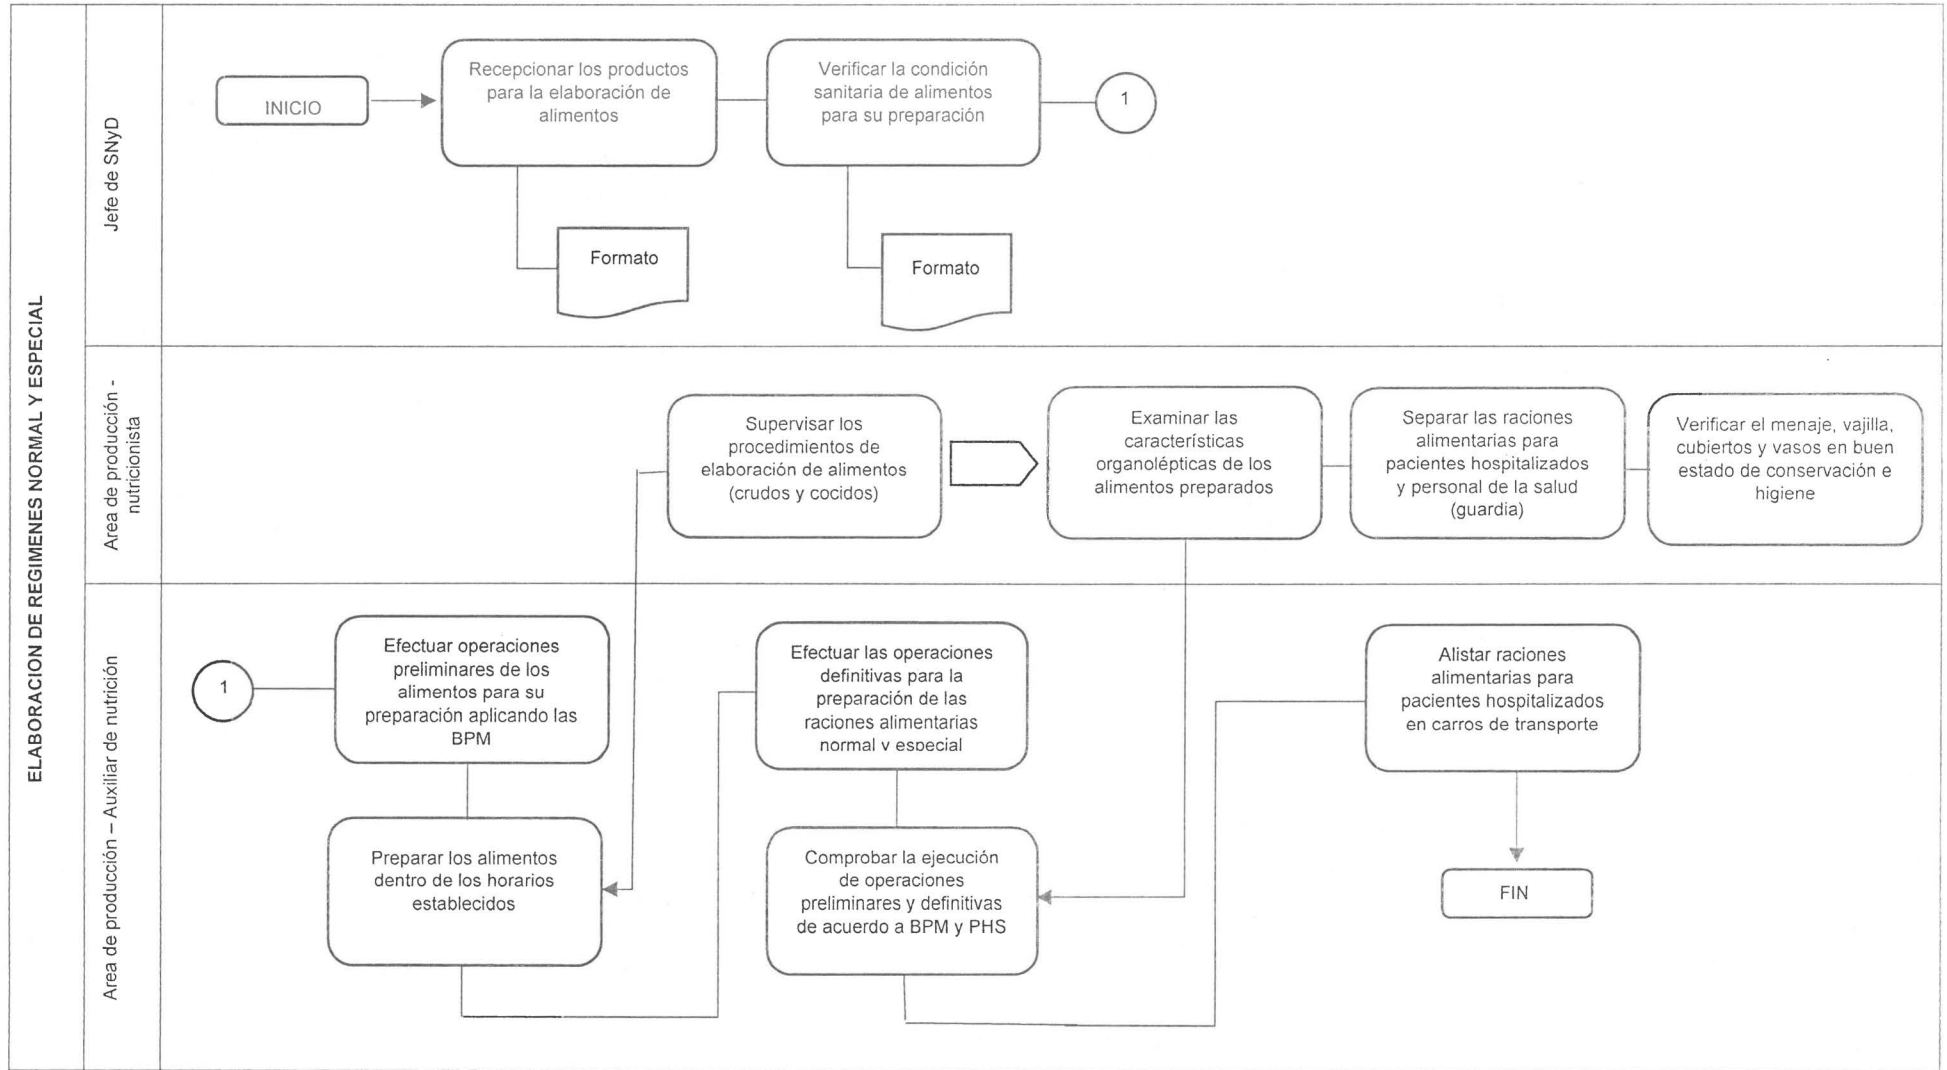 ELABORACION DE REGIMENES NORMAL Y ESPECIAL
Jefe de SNyD
INICIO
Recepcionar los productos
para la elaboración de
alimentos
Verificar la condición
sanitaria de alimentos
para su preparación
1
Formato
Formato
Area de producción -
nutricionista
Supervisar los
procedimientos de
elaboración de alimentos
(crudos y cocidos)
Examinar las
características
organolépticas de los
alimentos preparados
Separar las raciones
alimentarias para
pacientes hospitalizados
y personal de la salud
(guardia)
Verificar el menaje, vajilla,
cubiertos y vasos en buen
estado de conservación e
higiene
Area de producción – Auxiliar de nutrición
1
Efectuar operaciones
preliminares de los
alimentos para su
preparación aplicando las
BPM
Efectuar las operaciones
definitivas para la
preparación de las
raciones alimentarias
normal y especial
Alistar raciones
alimentarias para
pacientes hospitalizados
en carros de transporte
Preparar los alimentos
dentro de los horarios
establecidos
Comprobar la ejecución
de operaciones
preliminares y definitivas
de acuerdo a BPM y PHS
FIN